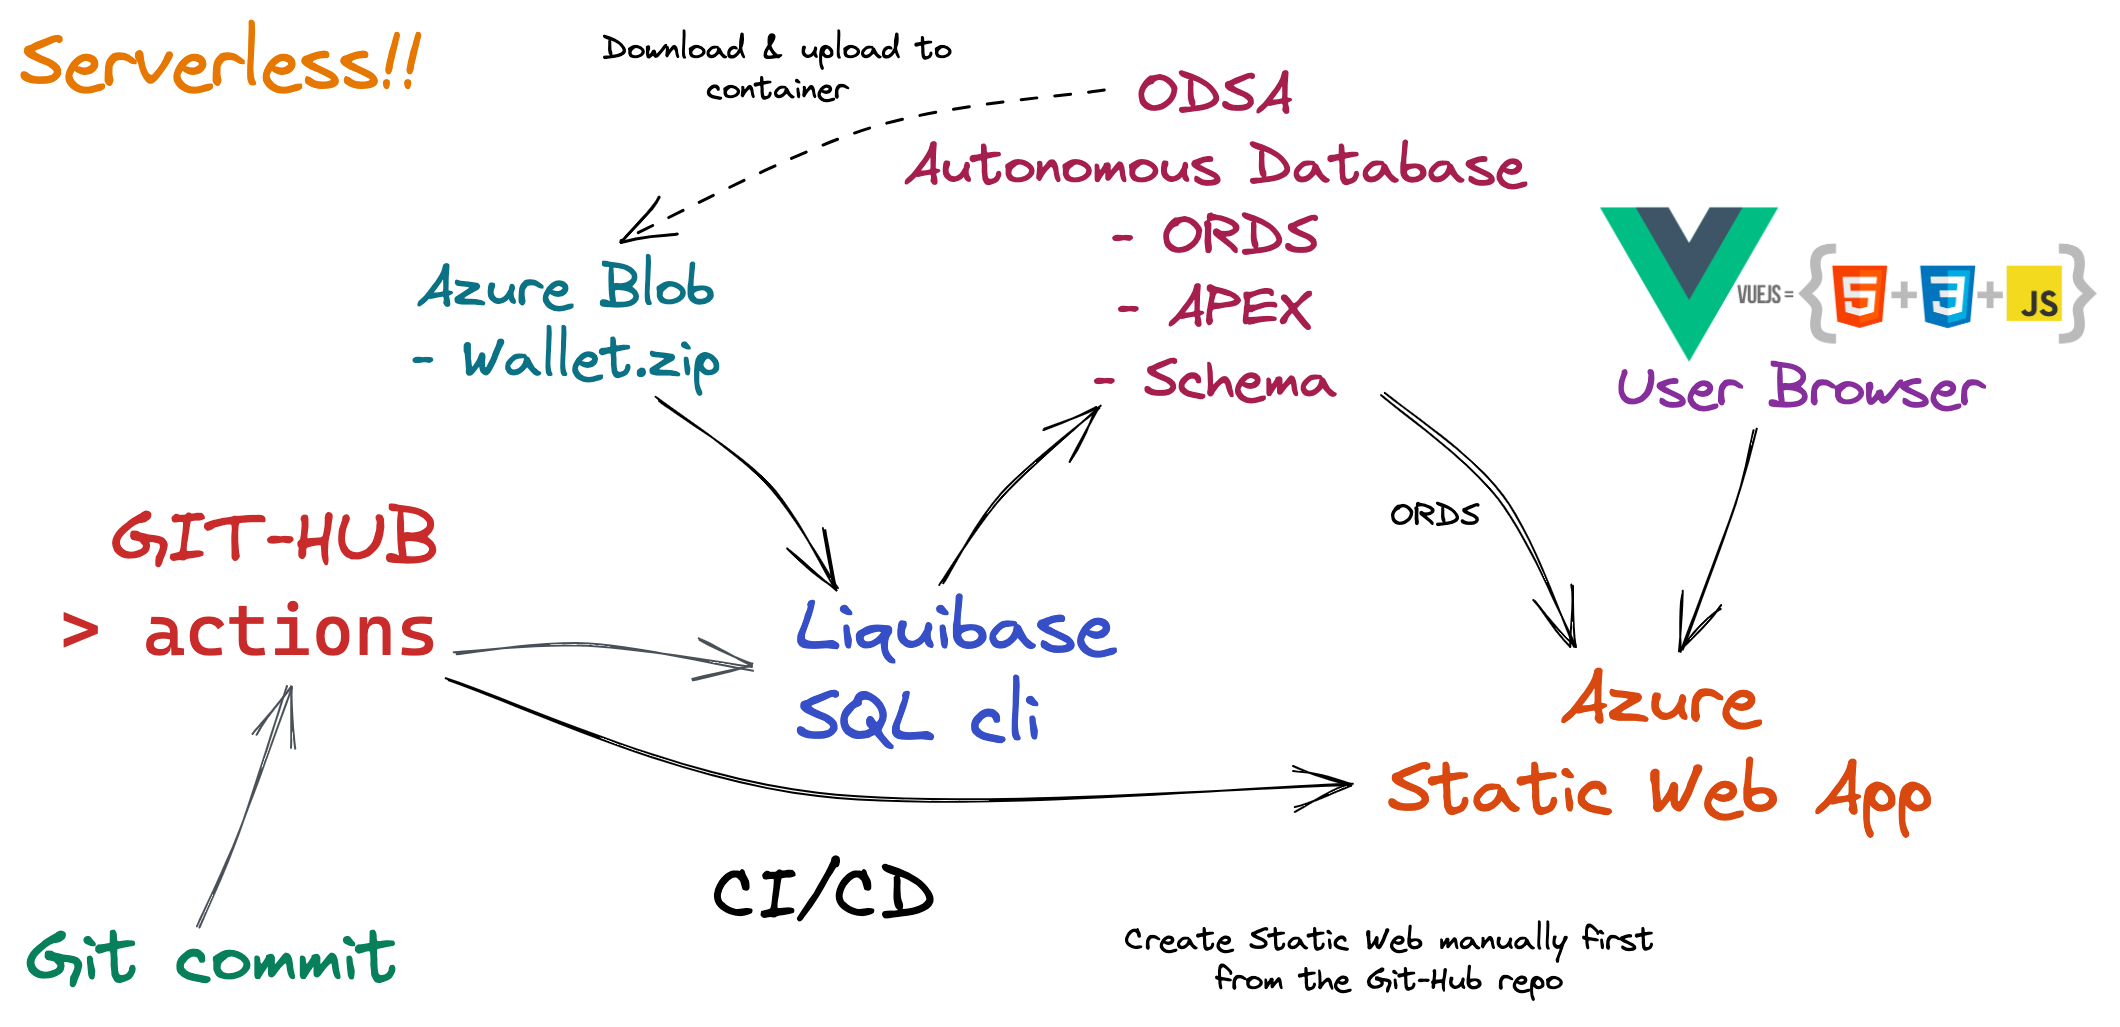 Serverless!!
Download & upload to
container
ODSA
Autonomous Database
- ORDS
- APEX
- Schema
Azure Blob
- Wallet.zip
VUEJS = { 5 + 3 + JS }
User Browser
GIT-HUB
> actions
ORDS
Liquibase
SQL cli
Azure
Static Web App
CI/CD
Git commit
Create Static Web manually first
from the Git-Hub repo